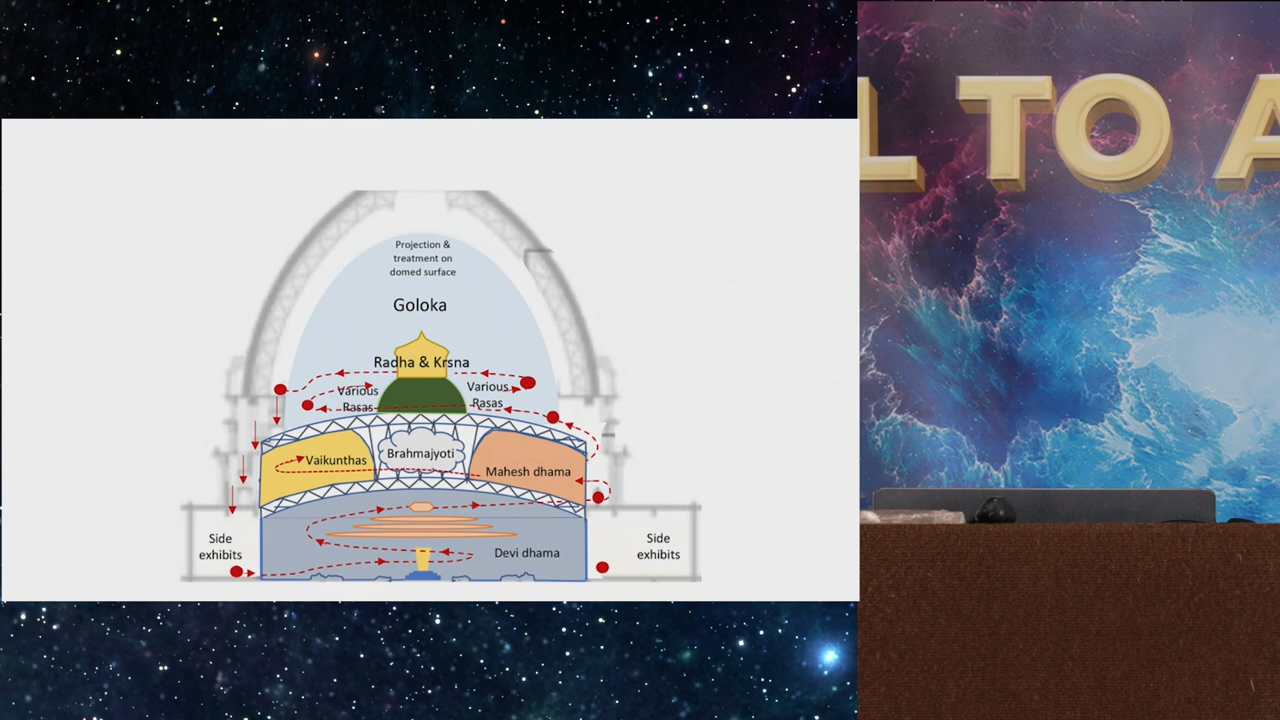 Projection &
treatment on
domed surface
Goloka
Radha & Krsna
Various
Rasas
Various
Rasas
Vaikunthas
Brahmajyoti
Mahesh dhama
Side
exhibits
Devi dhama
Side
exhibits
L TO A